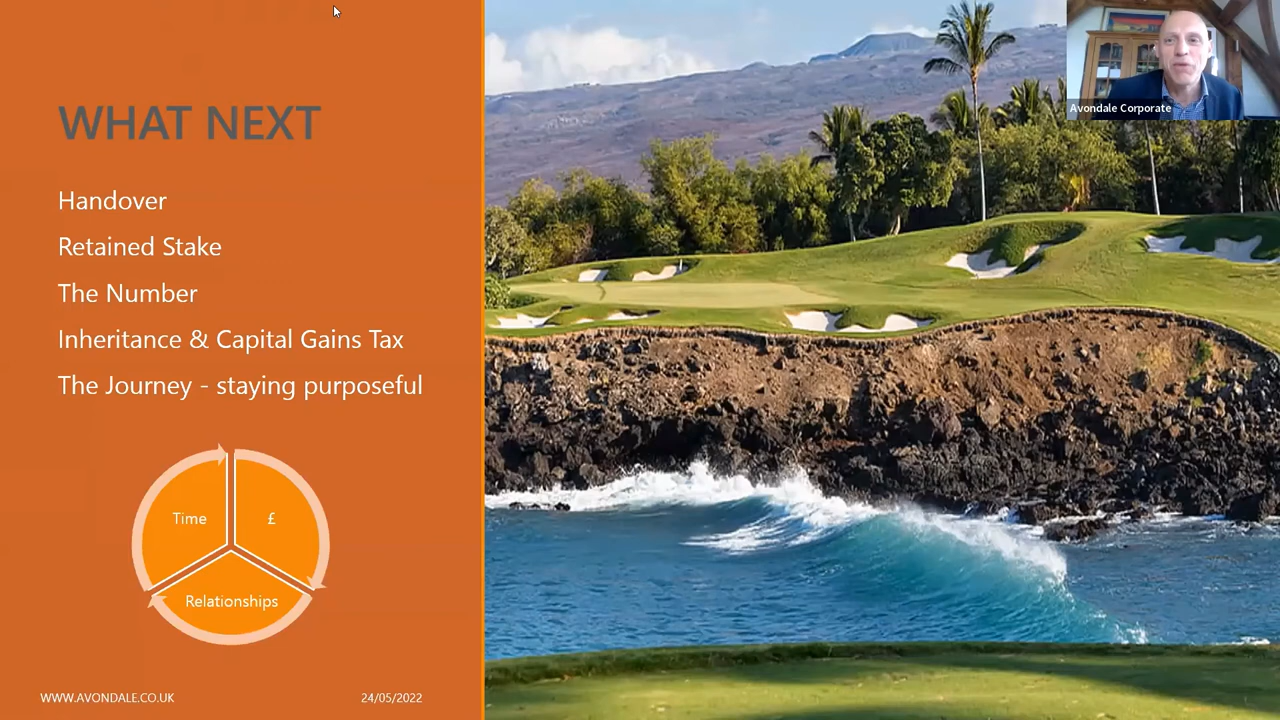 WHAT NEXT
Handover
Retained Stake
The Number
Inheritance & Capital Gains Tax
The Journey - staying purposeful
Time
£
Relationships
WWW.AVONDALE.CO.UK
24/05/2022
Avondale Corporate